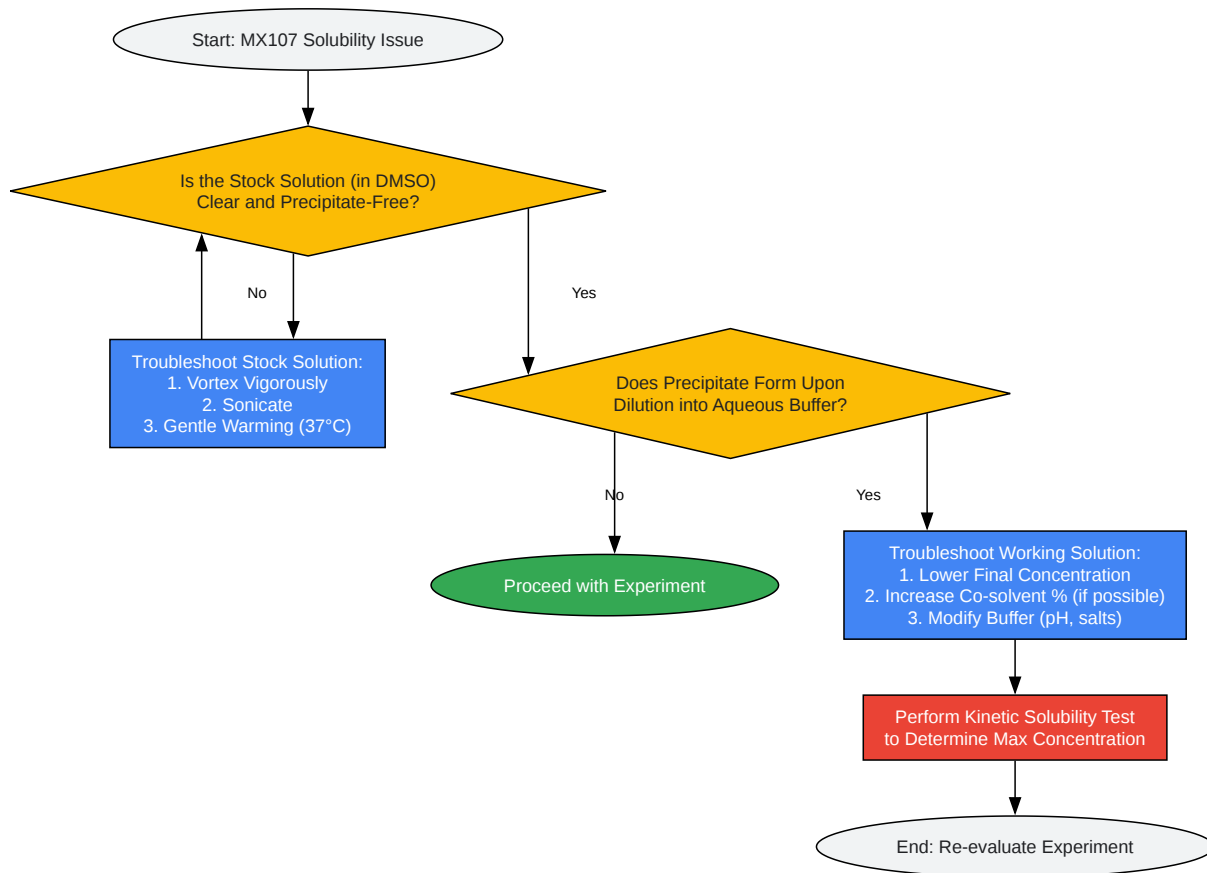 Start: MX107 Solubility Issue
Is the Stock Solution (in DMSO)
Clear and Precipitate-Free?
No
Yes
Troubleshoot Stock Solution:
1. Vortex Vigorously
2. Sonicate
3. Gentle Warming (37°C)
Does Precipitate Form Upon
Dilution into Aqueous Buffer?
No
Yes
Proceed with Experiment
Troubleshoot Working Solution:
1. Lower Final Concentration
2. Increase Co-solvent % (if possible)
3. Modify Buffer (pH, salts)
Perform Kinetic Solubility Test
to Determine Max Concentration
End: Re-evaluate Experiment